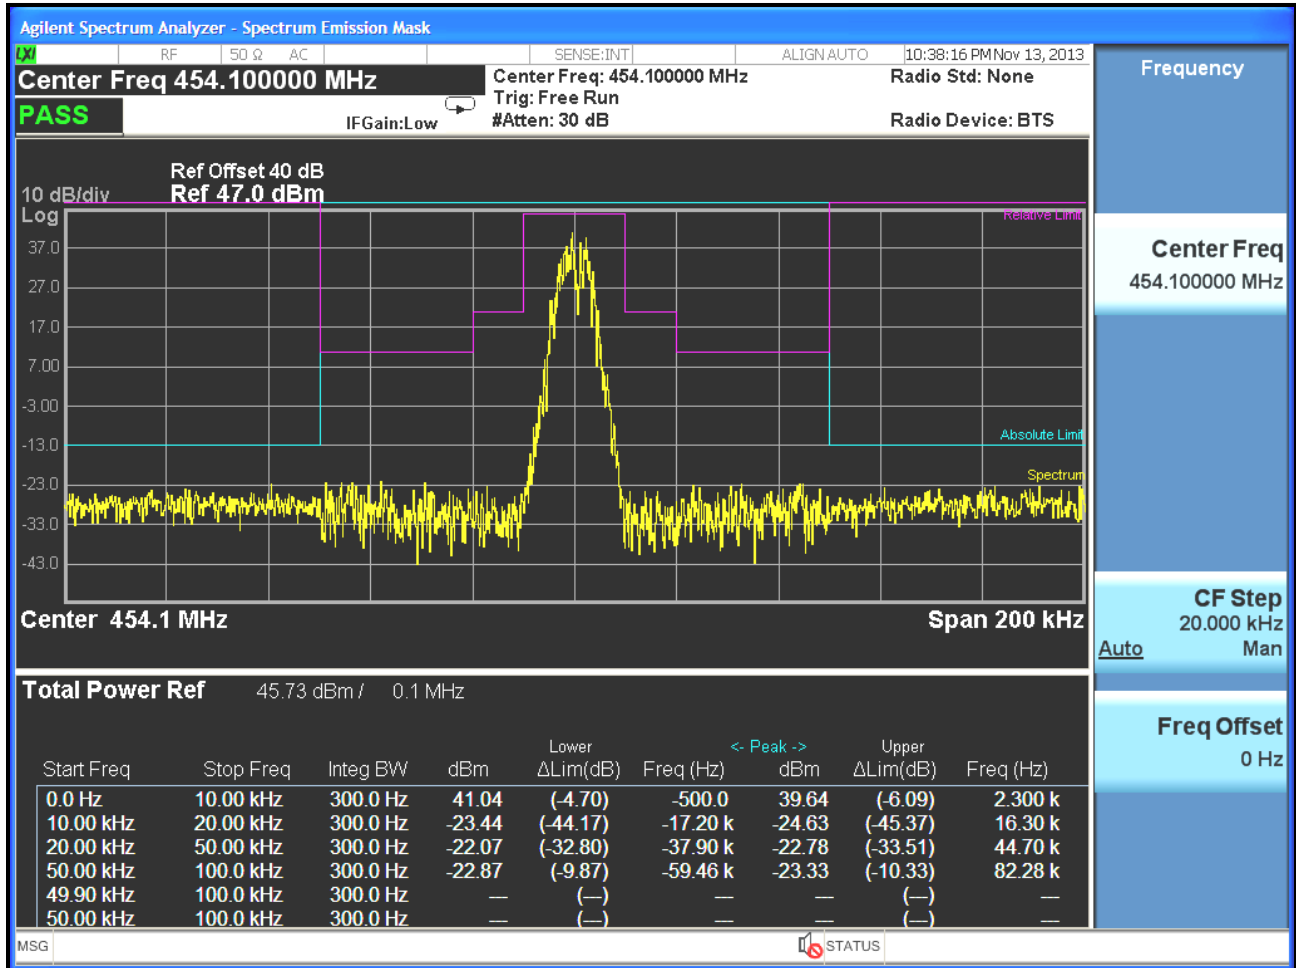 Agilent Spectrum Analyzer - Spectrum Emission Mask
LXI RF 50 Ω AC SENSE:INT ALIGN AUTO 10:38:16 PM Nov 13, 2013
Center Freq 454.100000 MHz
Center Freq: 454.100000 MHz
Radio Std: None
Trig: Free Run
PASS
IFGain:Low
#Atten: 30 dB
Radio Device: BTS
Ref Offset 40 dB
10 dB/div Ref 47.0 dBm
Log
Relative Limit
37.0
27.0
17.0
7.00
-3.00
-13.0
Absolute Limit
Spectrum
-23.0
-33.0
-43.0
Center 454.1 MHz
Span 200 kHz
Total Power Ref 45.73 dBm / 0.1 MHz
Lower <- Peak -> Upper
Start Freq Stop Freq Integ BW dBm ΔLim(dB) Freq (Hz) dBm ΔLim(dB) Freq (Hz)
0.0 Hz 10.00 kHz 300.0 Hz 41.04 (-4.70) -500.0 39.64 (-6.09) 2.300 k
10.00 kHz 20.00 kHz 300.0 Hz -23.44 (-44.17) -17.20 k -24.63 (-45.37) 16.30 k
20.00 kHz 50.00 kHz 300.0 Hz -22.07 (-32.80) -37.90 k -22.78 (-33.51) 44.70 k
50.00 kHz 100.0 kHz 300.0 Hz -22.87 (-9.87) -59.46 k -23.33 (-10.33) 82.28 k
49.90 kHz 100.0 kHz 300.0 Hz --- (---) --- --- (---) ---
50.00 kHz 100.0 kHz 300.0 Hz --- (---) --- --- (---) ---
MSG STATUS
Frequency
Center Freq
454.100000 MHz
CF Step
20.000 kHz
Auto Man
Freq Offset
0 Hz